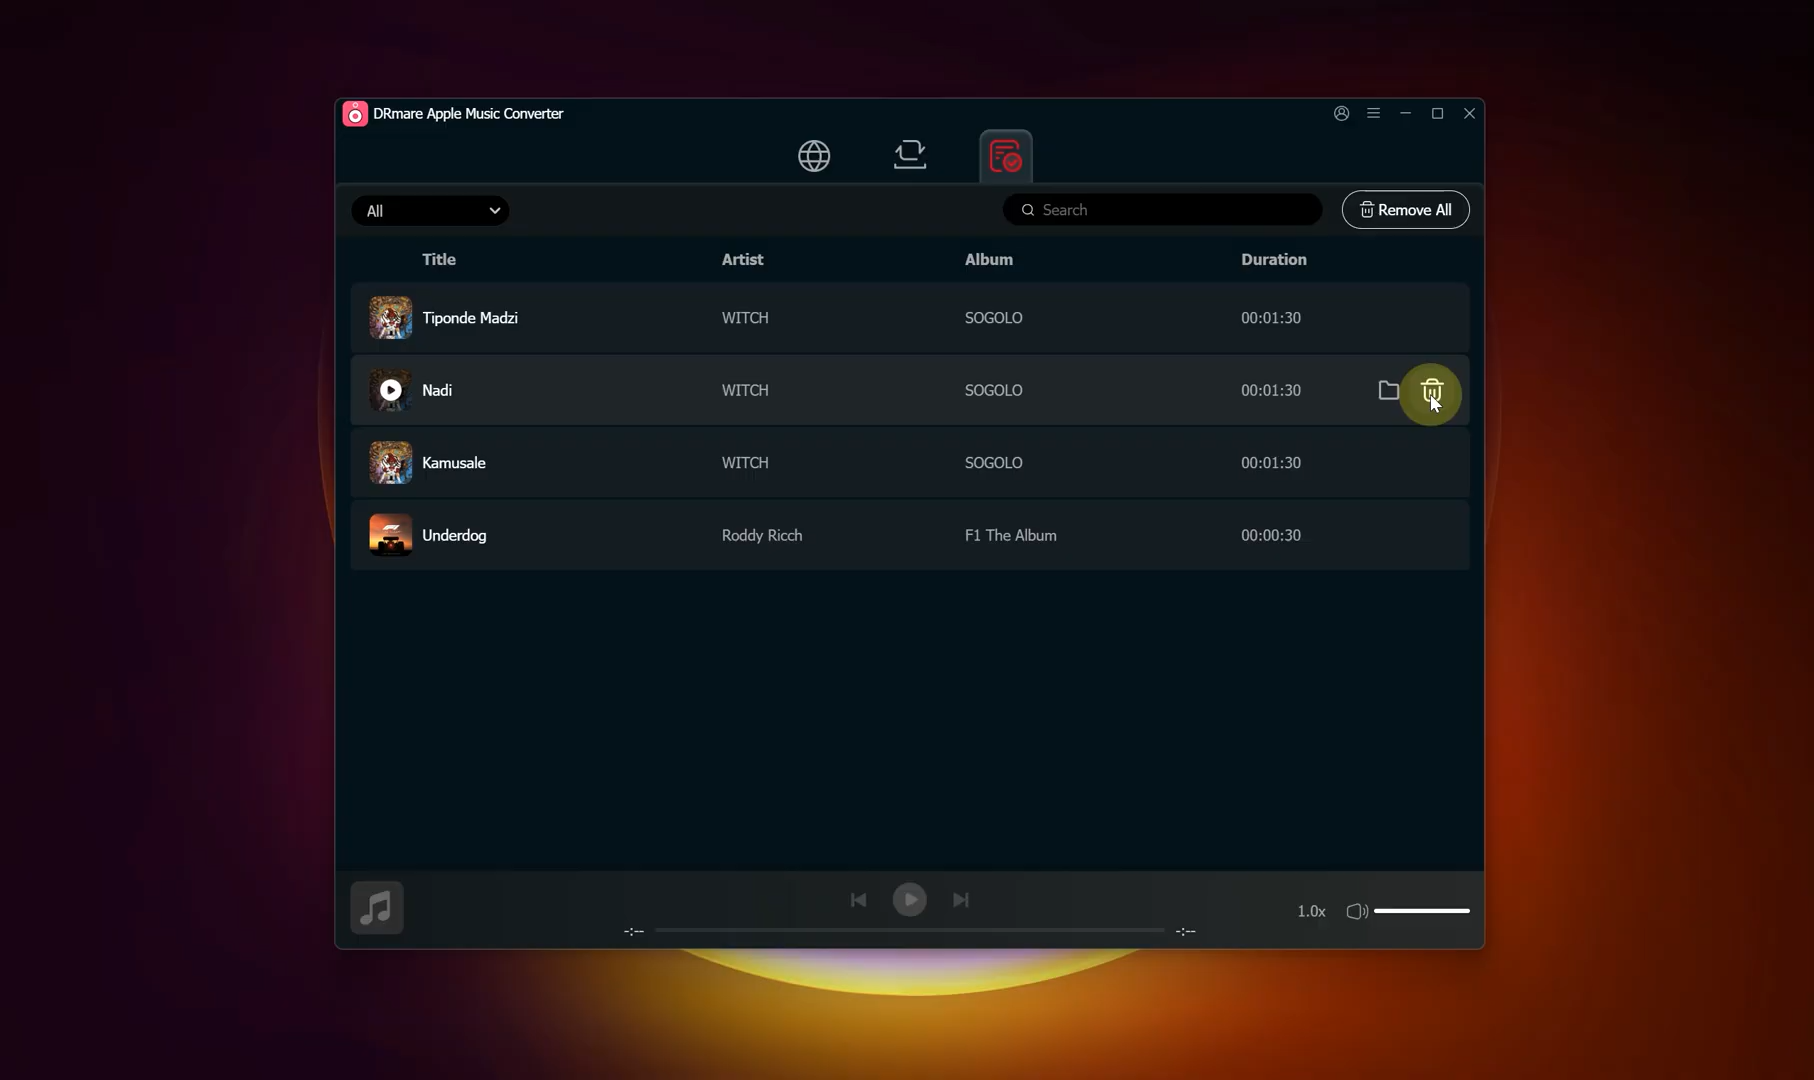 DRmare Apple Music Converter
All
Search
Remove All
Title Artist Album Duration
Tiponde Madzi WITCH SOGOLO 00:01:30
Nadi WITCH SOGOLO 00:01:30
Kamusale WITCH SOGOLO 00:01:30
Underdog Roddy Ricch F1 The Album 00:00:30
1.0x
-:-- -:--